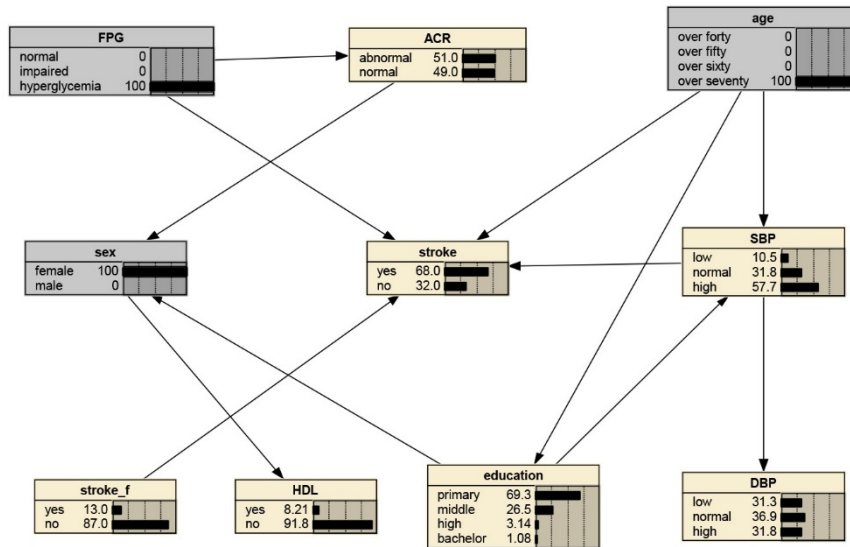 FPG
normal 0
impaired 0
hyperglycemia 100
ACR
abnormal 51.0
normal 49.0
age
over forty 0
over fifty 0
over sixty 0
over seventy 100
sex
female 100
male 0
stroke
yes 68.0
no 32.0
SBP
low 10.5
normal 31.8
high 57.7
stroke_f
yes 13.0
no 87.0
HDL
yes 8.21
no 91.8
education
primary 69.3
middle 26.5
high 3.14
bachelor 1.08
DBP
low 31.3
normal 36.9
high 31.8